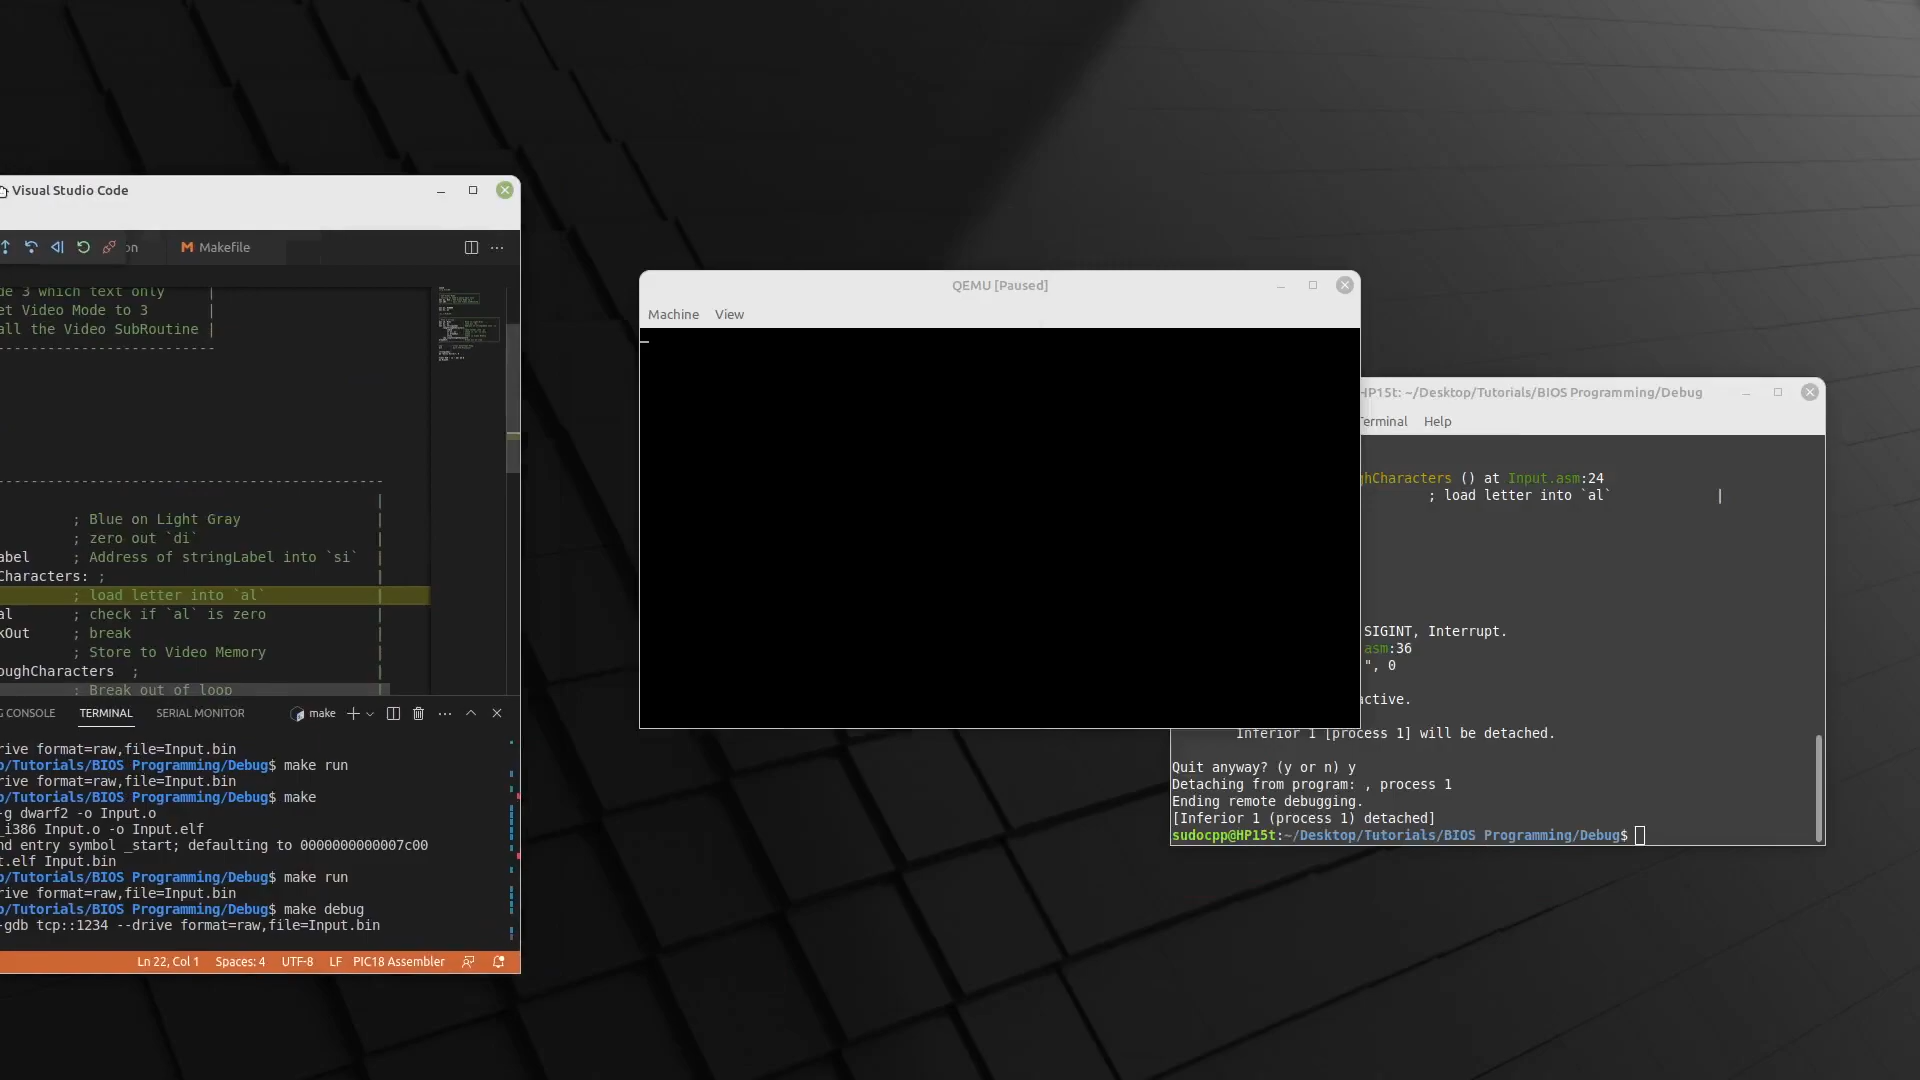 Visual Studio Code
on
Makefile
de 3 which text only |
et Video Mode to 3 |
all the Video SubRoutine |
---------------------------
------------------------------------------------
|
; Blue on Light Gray |
; zero out `di` |
abel ; Address of stringLabel into `si` |
Characters: ; |
; load letter into `al` |
al ; check if `al` is zero |
kOut ; break |
; Store to Video Memory |
oughCharacters ; |
; Break out of loop
G CONSOLE TERMINAL SERIAL MONITOR make
rive format=raw,file=Input.bin
p/Tutorials/BIOS Programming/Debug$ make run
rive format=raw,file=Input.bin
p/Tutorials/BIOS Programming/Debug$ make
-g dwarf2 -o Input.o
_i386 Input.o -o Input.elf
nd entry symbol _start; defaulting to 0000000000007c00
t.elf Input.bin
p/Tutorials/BIOS Programming/Debug$ make run
rive format=raw,file=Input.bin
p/Tutorials/BIOS Programming/Debug$ make debug
-gdb tcp::1234 --drive format=raw,file=Input.bin
Ln 22, Col 1 Spaces: 4 UTF-8 LF PIC18 Assembler
QEMU [Paused]
Machine View
HP15t: ~/Desktop/Tutorials/BIOS Programming/Debug
Terminal Help
ghCharacters () at Input.asm:24
; load letter into `al` |
SIGINT, Interrupt.
asm:36
", 0
active.
Inferior 1 [process 1] will be detached.
Quit anyway? (y or n) y
Detaching from program: , process 1
Ending remote debugging.
[Inferior 1 (process 1) detached]
sudocpp@HP15t:~/Desktop/Tutorials/BIOS Programming/Debug$